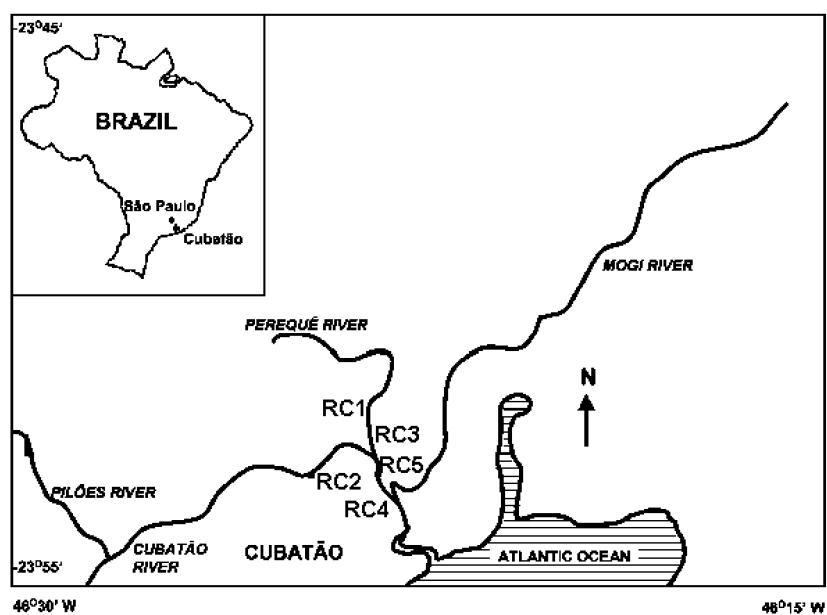 -23°45'
BRAZIL
São Paulo
Cubatão
MOGI RIVER
PEREQUÊ RIVER
N
RC1
RC3
RC5
RC2
RC4
PILÕES RIVER
CUBATÃO
RIVER
CUBATÃO
ATLANTIC OCEAN
-23°55'
46°30' W
46°15' W